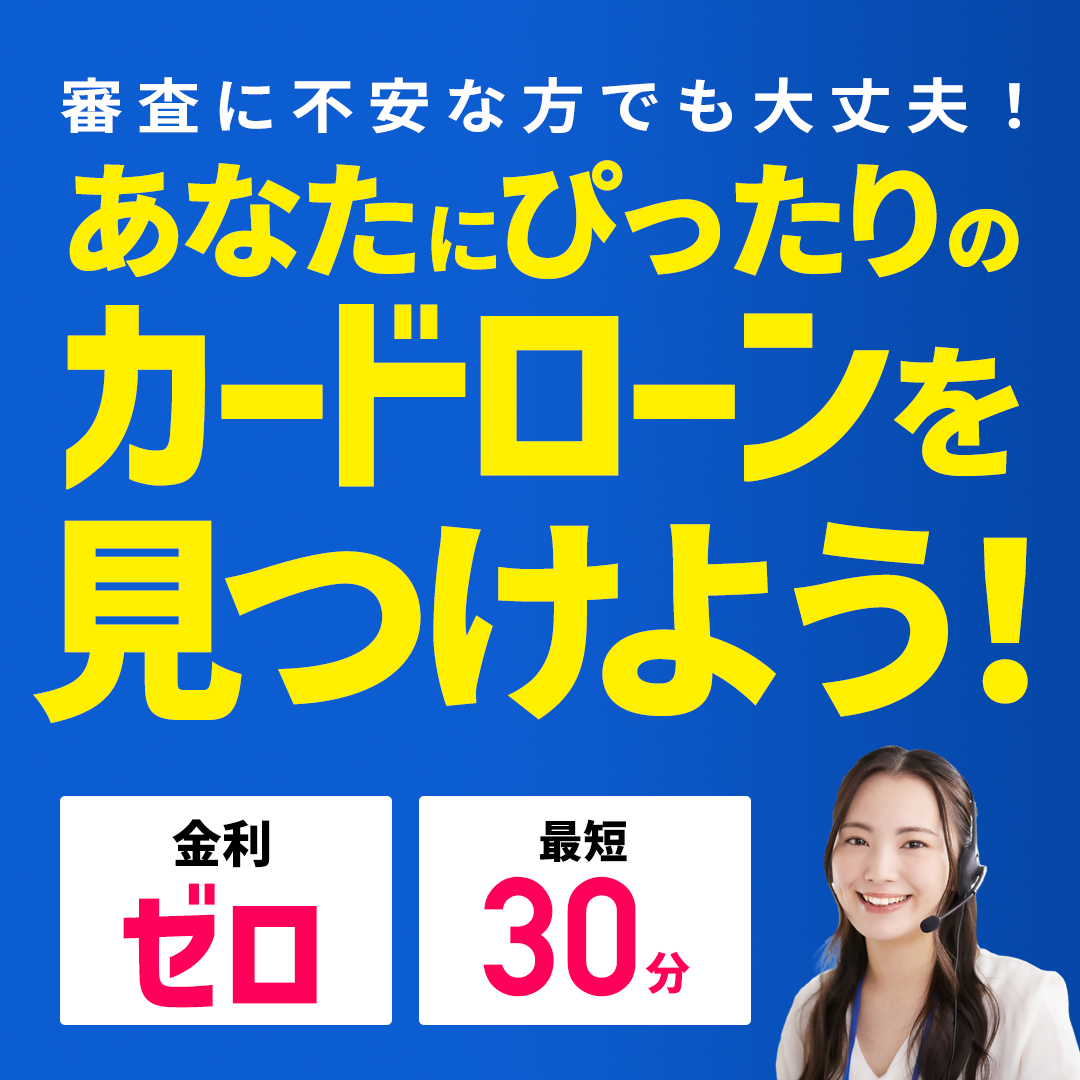 審査に不安な方でも大丈夫！
あなたにぴったりの
カードローンを
見つけよう！
金利
ゼロ
最短
30分